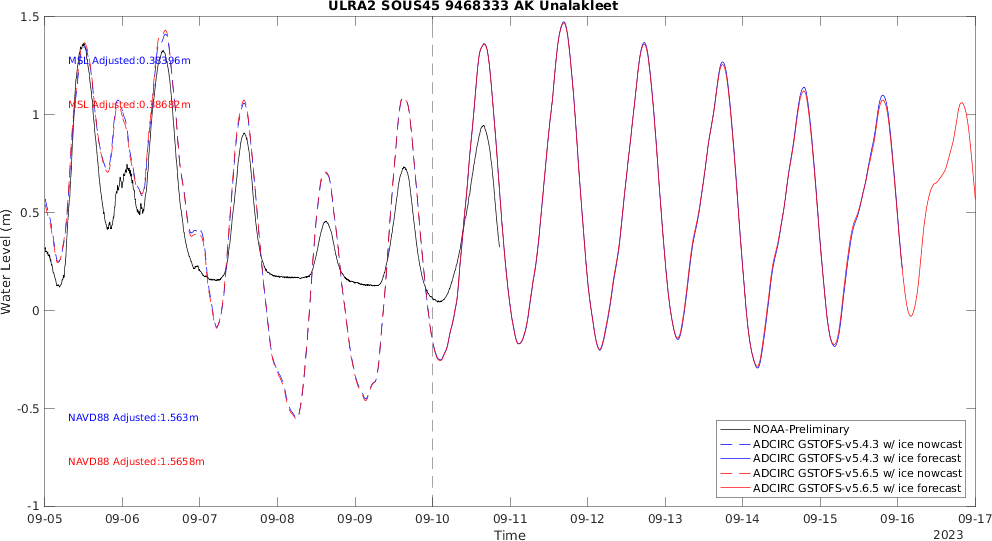 ULRA2 SOUS45 9468333 AK Unalakleet
1.5
1
0.5
0
-0.5
-1
Water Level (m)
MSL Adjusted:0.38396m
MSL Adjusted:0.38682m
NAVD88 Adjusted:1.563m
NAVD88 Adjusted:1.5658m
NOAA-Preliminary
ADCIRC GSTOFS-v5.4.3 w/ ice nowcast
ADCIRC GSTOFS-v5.4.3 w/ ice forecast
ADCIRC GSTOFS-v5.6.5 w/ ice nowcast
ADCIRC GSTOFS-v5.6.5 w/ ice forecast
09-05 09-06 09-07 09-08 09-09 09-10 09-11 09-12 09-13 09-14 09-15 09-16 09-17
Time
2023